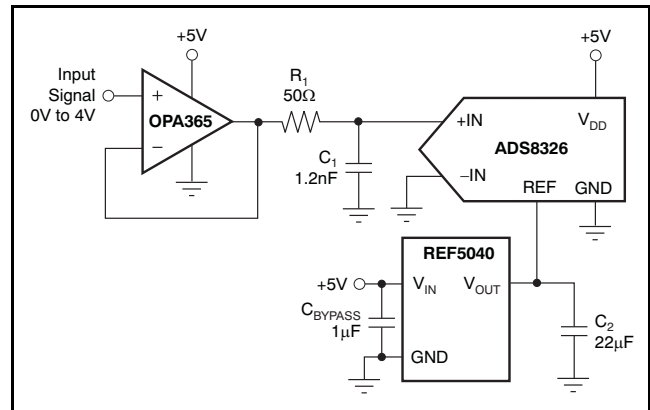 +5V
Input
Signal
0V to 4V
+
−
OPA365
R1
50Ω
C1
1.2nF
+5V
+IN
VDD
ADS8326
−IN
REF
GND
REF5040
+5V
VIN
VOUT
CBYPASS
1μF
GND
C2
22μF